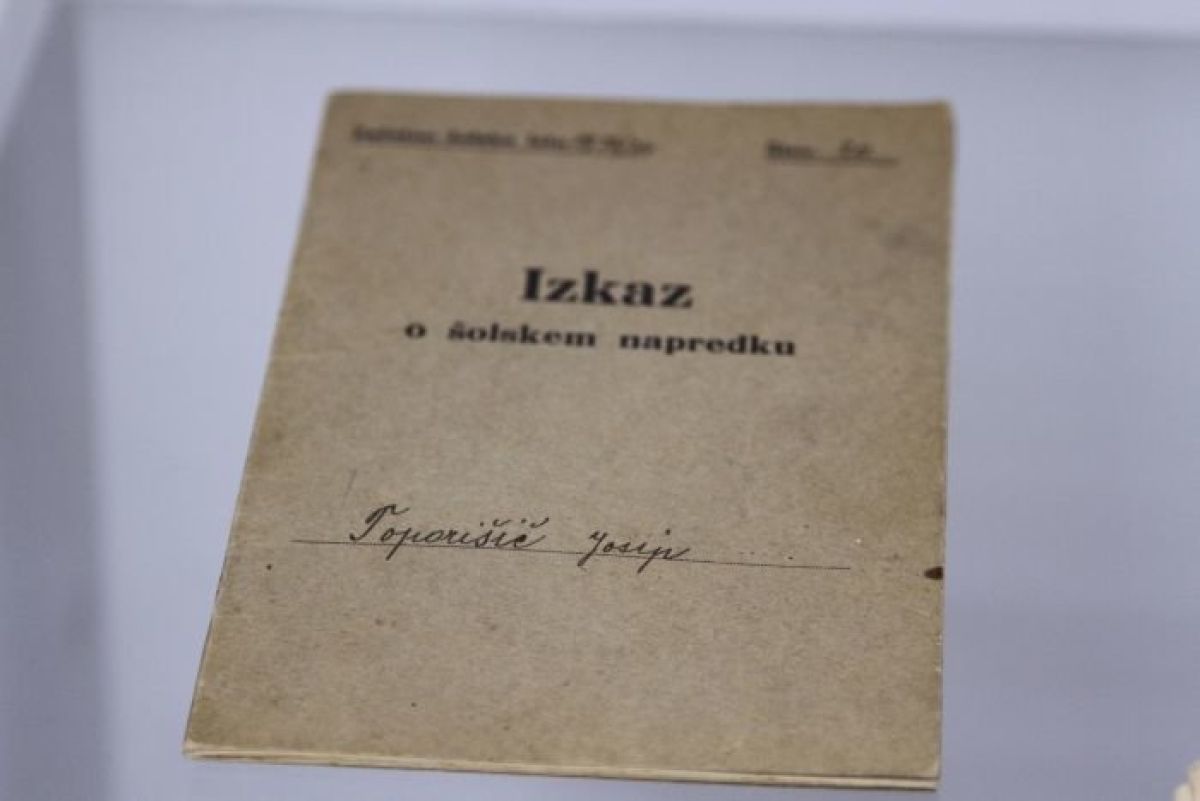 Izkaz
o šolskem napredku
Toporišič Josip